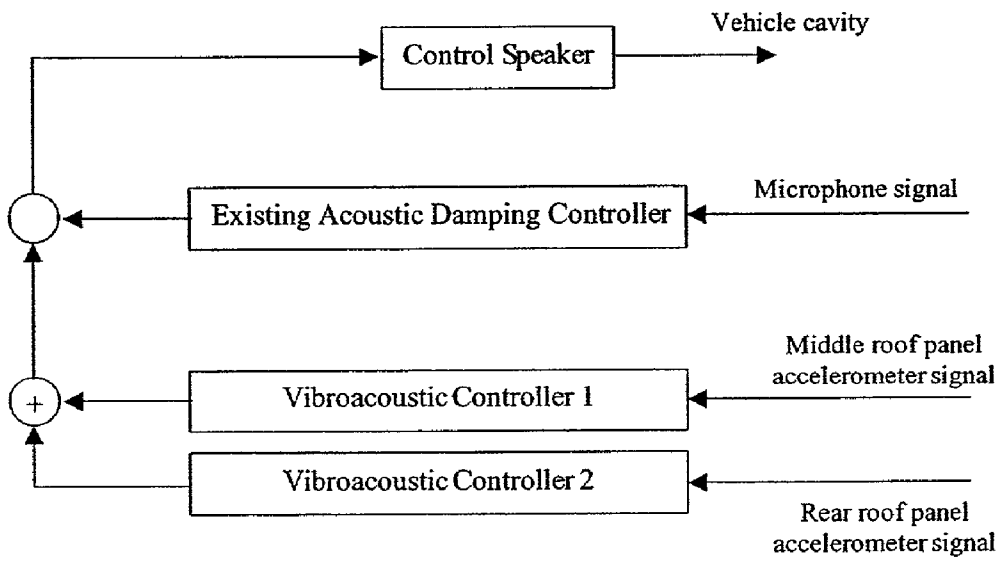 Vehicle cavity
Control Speaker
Microphone signal
Existing Acoustic Damping Controller
Middle roof panel
accelerometer signal
+
Vibroacoustic Controller 1
Vibroacoustic Controller 2
Rear roof panel
accelerometer signal